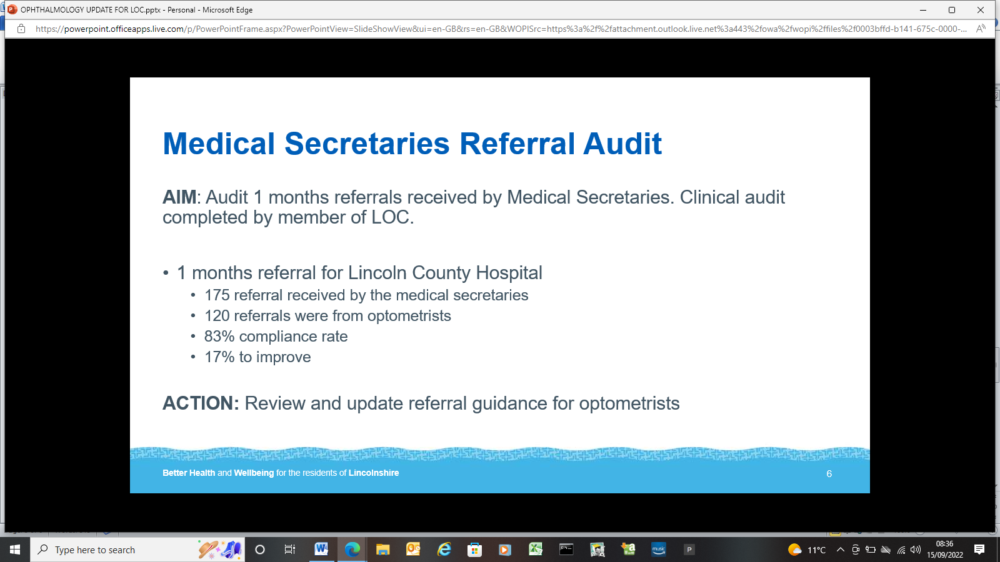 OPHTHALMOLOGY UPDATE FOR LOC.pptx - Personal - Microsoft Edge
https://powerpoint.officeapps.live.com/p/PowerPointFrame.aspx?PowerPointView=SlideShowView&ui=en-GB&rs=en-GB&WOPISrc=https%3a%2f%2fattachment.outlook.live.net%3a443%2fowa%2fwopi%2ffiles%2f0003bffd-b141-675c-0000-...
Medical Secretaries Referral Audit
AIM: Audit 1 months referrals received by Medical Secretaries. Clinical audit
completed by member of LOC.
• 1 months referral for Lincoln County Hospital
• 175 referral received by the medical secretaries
• 120 referrals were from optometrists
• 83% compliance rate
• 17% to improve
ACTION: Review and update referral guidance for optometrists
Better Health and Wellbeing for the residents of Lincolnshire
6
Type here to search
music
P
11°C
08:36
15/09/2022